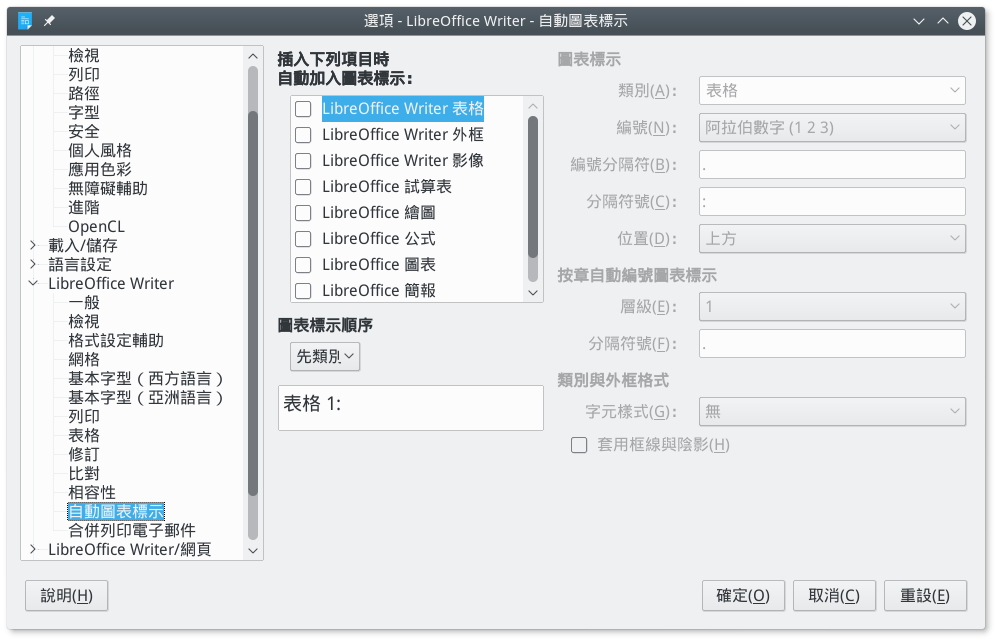 選項 - LibreOffice Writer - 自動圖表標示
檢視
列印
路徑
字型
安全
個人風格
應用色彩
無障礙輔助
進階
OpenCL
載入/儲存
語言設定
LibreOffice Writer
一般
檢視
格式設定輔助
網格
基本字型（西方語言）
基本字型（亞洲語言）
列印
表格
修訂
比對
相容性
自動圖表標示
合併列印電子郵件
LibreOffice Writer/網頁
插入下列項目時
自動加入圖表標示：
LibreOffice Writer 表格
LibreOffice Writer 外框
LibreOffice Writer 影像
LibreOffice 試算表
LibreOffice 繪圖
LibreOffice 公式
LibreOffice 圖表
LibreOffice 簡報
圖表標示順序
先類別
表格 1:
圖表標示
類別(A)： 表格
編號(N)： 阿拉伯數字 (1 2 3)
編號分隔符(B)： .
分隔符號(C)： :
位置(D)： 上方
按章自動編號圖表標示
層級(E)： 1
分隔符號(F)： .
類別與外框格式
字元樣式(G)： 無
套用框線與陰影(H)
說明(H)
確定(O)
取消(C)
重設(E)